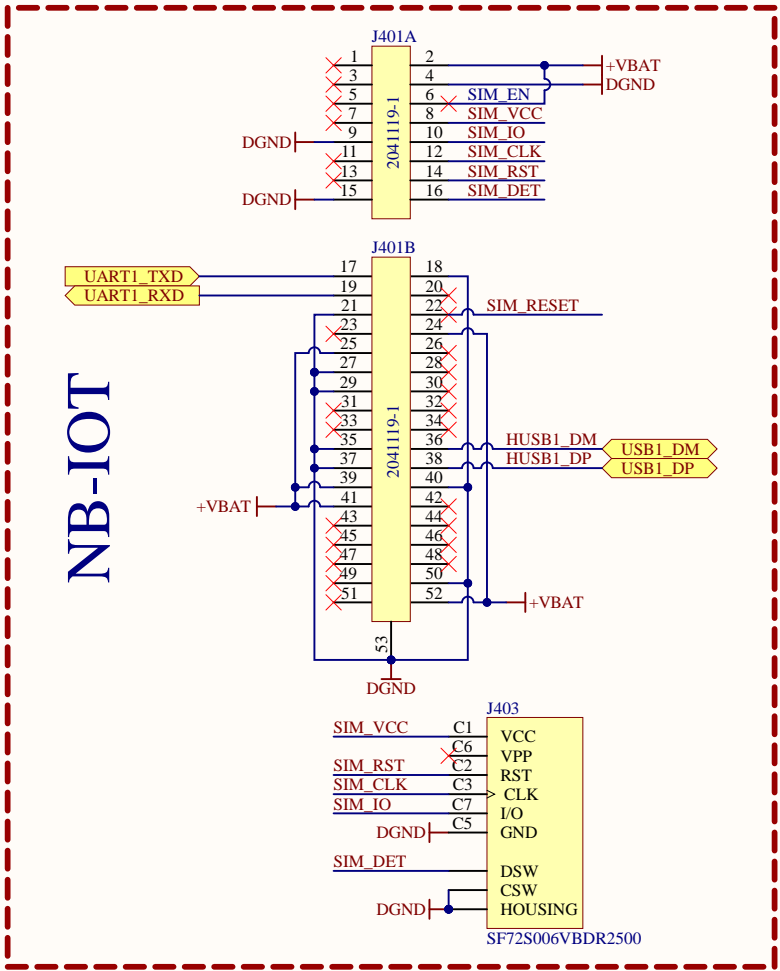 J401A
1 2 +VBAT
3 4 DGND
5 6 SIM_EN
7 8 SIM_VCC
DGND 9 10 SIM_IO
11 12 SIM_CLK
13 14 SIM_RST
DGND 15 16 SIM_DET
2041119-1
J401B
UART1_TXD 17 18
UART1_RXD 19 20
21 22 SIM_RESET
23 24
25 26
27 28
29 30
31 32
33 34
35 36 HUSB1_DM USB1_DM
37 38 HUSB1_DP USB1_DP
39 40
+VBAT 41 42
43 44
45 46
47 48
49 50
51 52 +VBAT
2041119-1
53
DGND
NB-IOT
J403
SIM_VCC C1 VCC
C6 VPP
SIM_RST C2 RST
SIM_CLK C3 CLK
SIM_IO C7 I/O
DGND C5 GND
SIM_DET DSW
CSW
DGND HOUSING
SF72S006VBDR2500